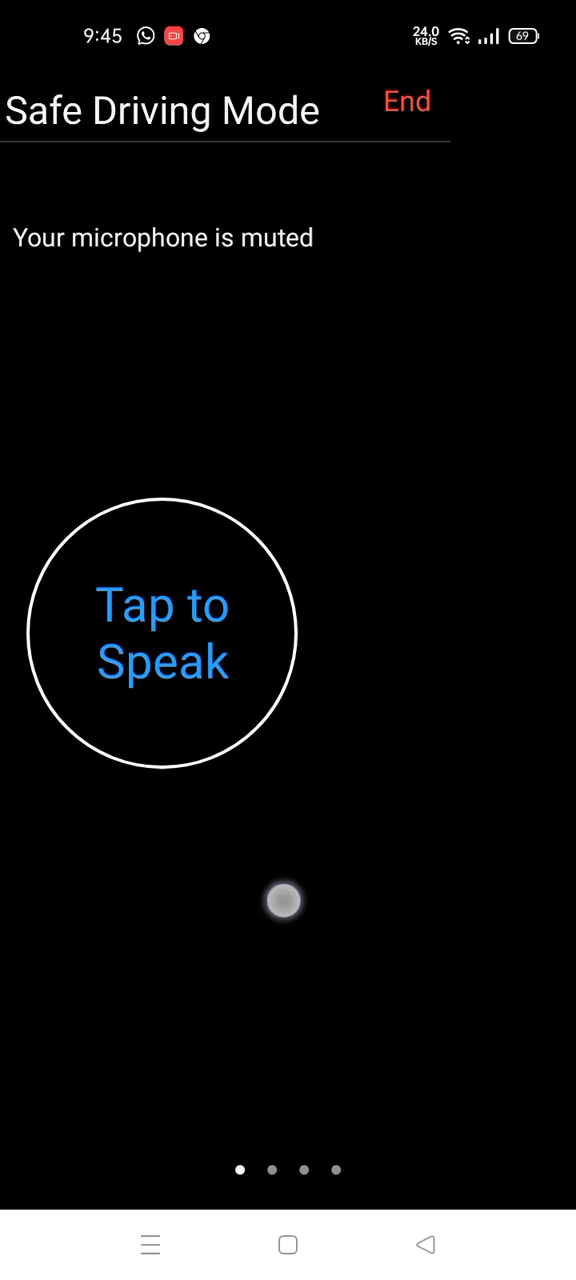 9:45
24.0
KB/S
69
Safe Driving Mode
End
Your microphone is muted
Tap to
Speak